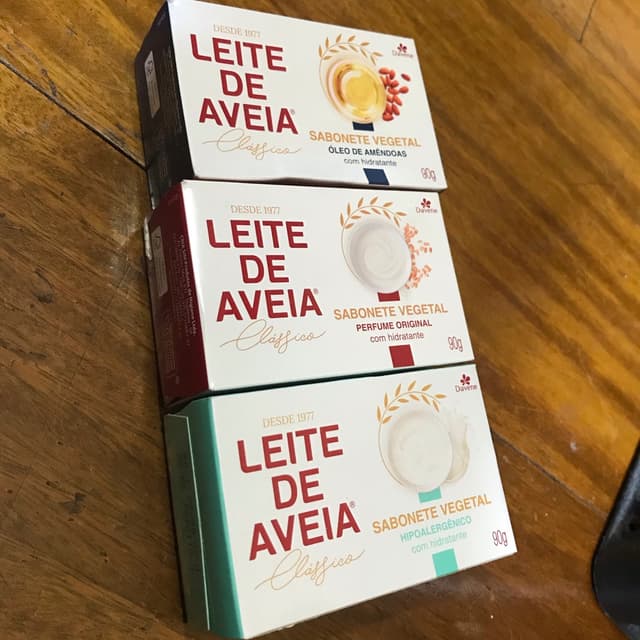 DESDE 1977
LEITE
DE
AVEIA®
Clássico
Davene
SABONETE VEGETAL
ÓLEO DE AMÊNDOAS
com hidratante
90g
DESDE 1977
LEITE
DE
AVEIA®
Clássico
Davene
SABONETE VEGETAL
PERFUME ORIGINAL
com hidratante
90g
DESDE 1977
LEITE
DE
AVEIA®
Clássico
Davene
SABONETE VEGETAL
HIPOALERGÊNICO
com hidratante
90g